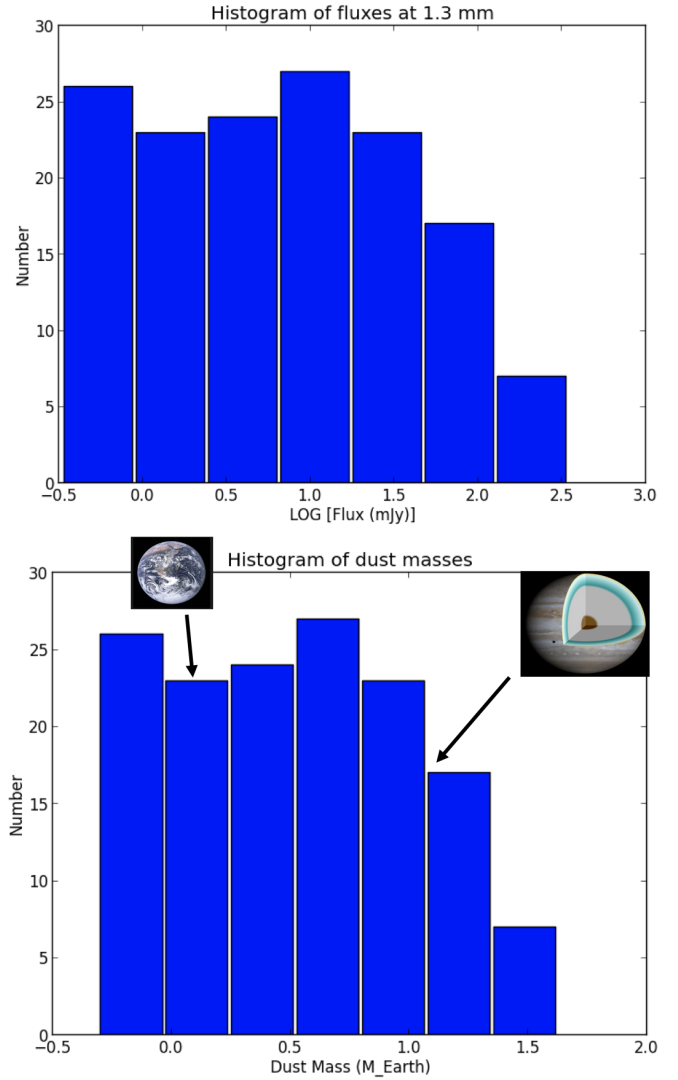 Histogram of fluxes at 1.3 mm
30
25
20
15
10
5
0
Number
−0.5 0.0 0.5 1.0 1.5 2.0 2.5 3.0
LOG [Flux (mJy)]
Histogram of dust masses
30
25
20
15
10
5
0
Number
−0.5 0.0 0.5 1.0 1.5 2.0
Dust Mass (M_Earth)